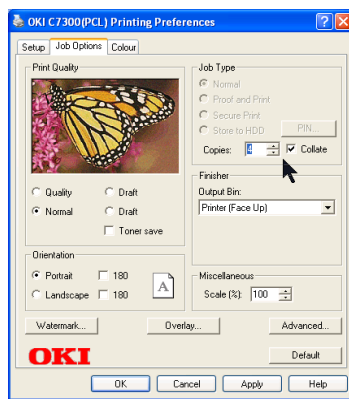 OKI C7300(PCL) Printing Preferences
Setup Job Options Colour
Print Quality
Quality Draft
Normal Draft
Toner save
Orientation
Portrait 180
Landscape 180
A
Job Type
Normal
Proof and Print
Secure Print
Store to HDD PIN...
Copies: 4 Collate
Finisher
Output Bin:
Printer (Face Up)
Miscellaneous
Scale (%): 100
Watermark... Overlay... Advanced...
OKI Default
OK Cancel Apply Help